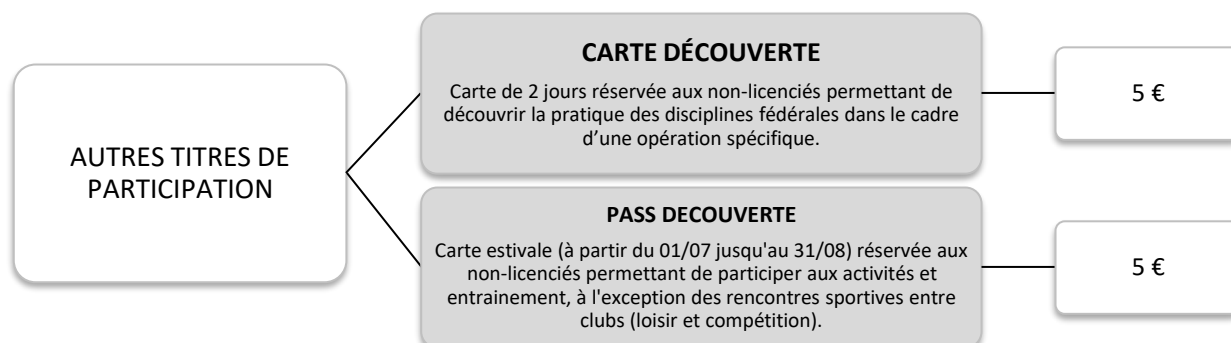 AUTRES TITRES DE
PARTICIPATION
CARTE DÉCOUVERTE
Carte de 2 jours réservée aux non-licenciés permettant de
découvrir la pratique des disciplines fédérales dans le cadre
d’une opération spécifique.
5 €
PASS DECOUVERTE
Carte estivale (à partir du 01/07 jusqu'au 31/08) réservée aux
non-licenciés permettant de participer aux activités et
entrainement, à l'exception des rencontres sportives entre
clubs (loisir et compétition).
5 €